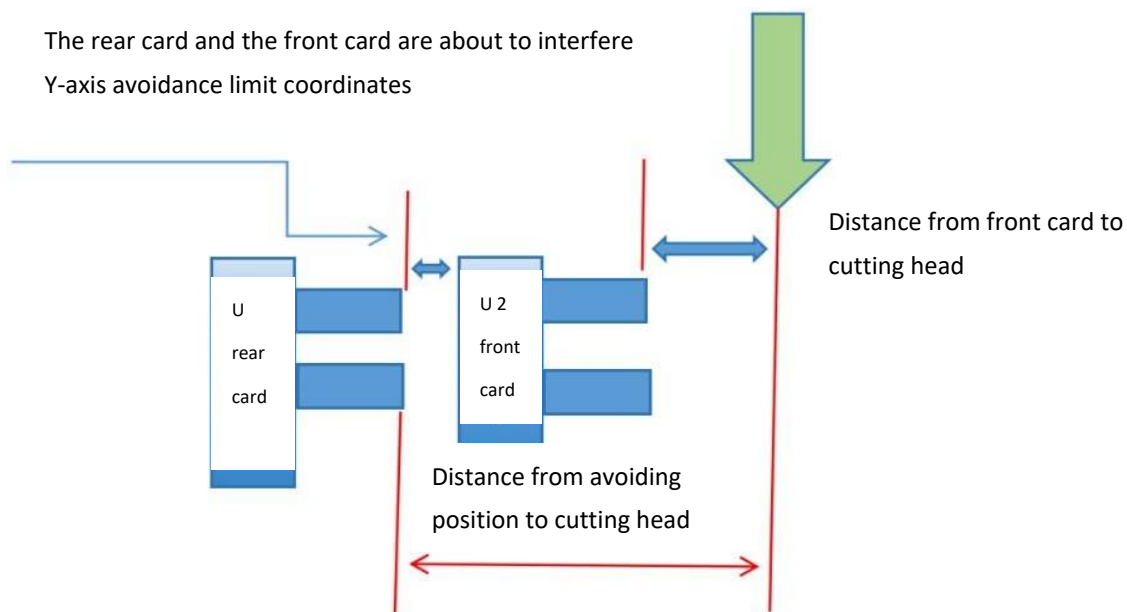 The rear card and the front card are about to interfere
Y-axis avoidance limit coordinates
Distance from front card to
cutting head
U
rear
card
U 2
front
card
Distance from avoiding
position to cutting head